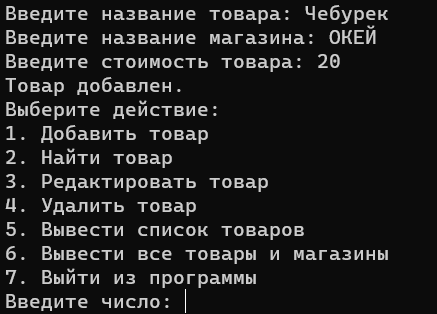 Введите название товара: Чебурек
Введите название магазина: ОКЕЙ
Введите стоимость товара: 20
Товар добавлен.
Выберите действие:
1. Добавить товар
2. Найти товар
3. Редактировать товар
4. Удалить товар
5. Вывести список товаров
6. Вывести все товары и магазины
7. Выйти из программы
Введите число: